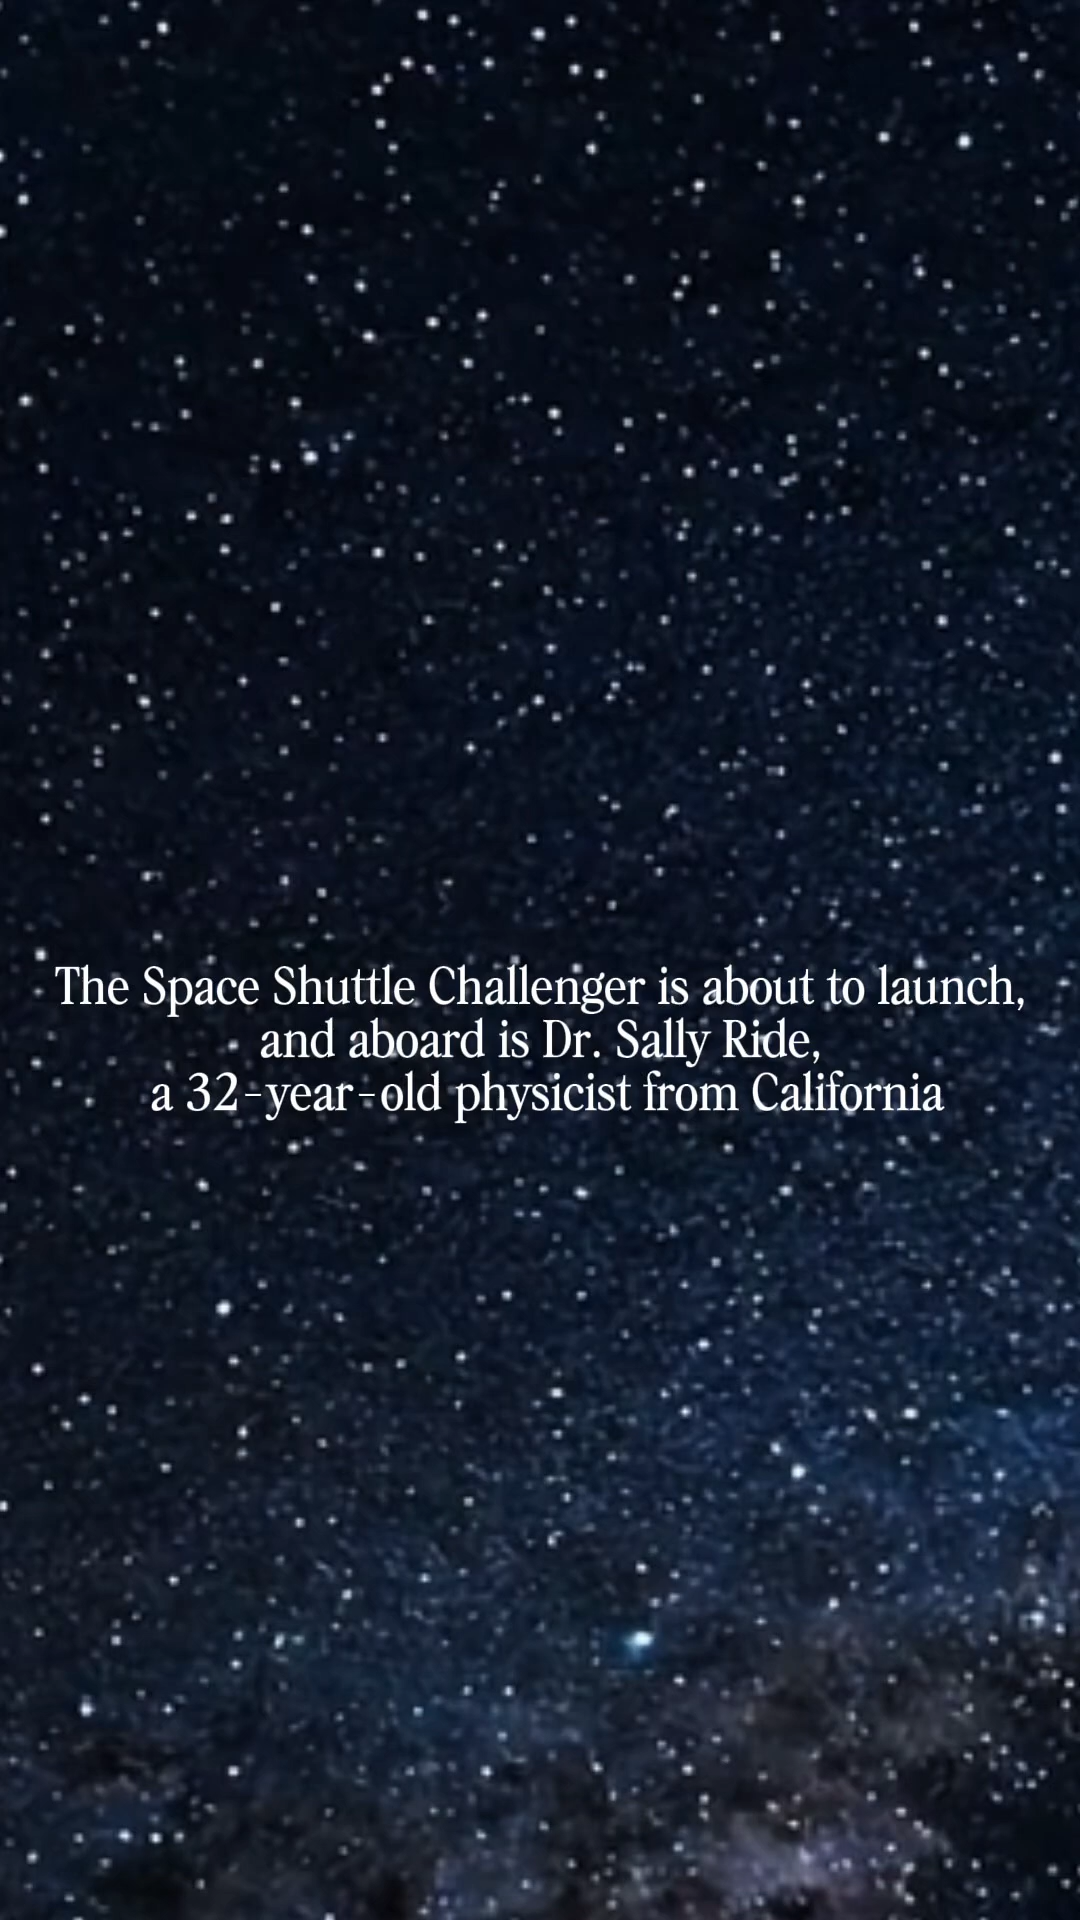 The Space Shuttle Challenger is about to launch,
and aboard is Dr. Sally Ride,
a 32-year-old physicist from California